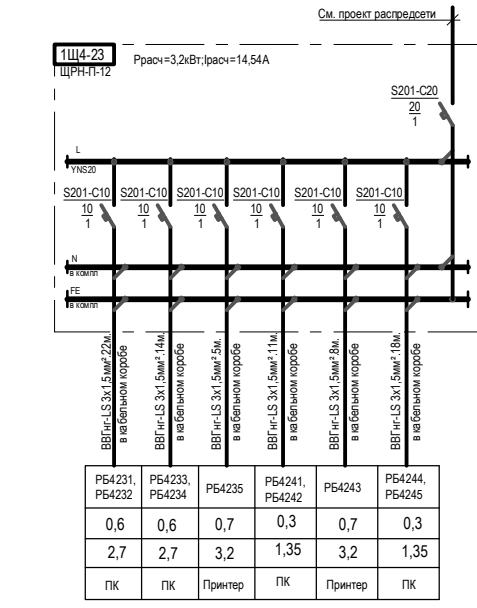 См. проект распредсети
1Щ4-23
ЩРН-П-12
Ррасч=3,2кВт;Iрасч=14,54А
S201-C20
20
1
L
YNS20
S201-C10 S201-C10 S201-C10 S201-C10 S201-C10 S201-C10
10 10 10 10 10 10
1 1 1 1 1 1
N
в компл
FE
в компл
ВВГнг-LS 3х1,5мм².22м.
в кабельном коробе
ВВГнг-LS 3х1,5мм².14м.
в кабельном коробе
ВВГнг-LS 3х1,5мм².5м.
в кабельном коробе
ВВГнг-LS 3х1,5мм².11м.
в кабельном коробе
ВВГнг-LS 3х1,5мм².8м.
в кабельном коробе
ВВГнг-LS 3х1,5мм².18м.
в кабельном коробе
РБ4231, РБ4233, РБ4235 РБ4241, РБ4243 РБ4244,
РБ4232 РБ4234 РБ4242 РБ4245
0,6 0,6 0,7 0,3 0,7 0,3
2,7 2,7 3,2 1,35 3,2 1,35
ПК ПК Принтер ПК Принтер ПК